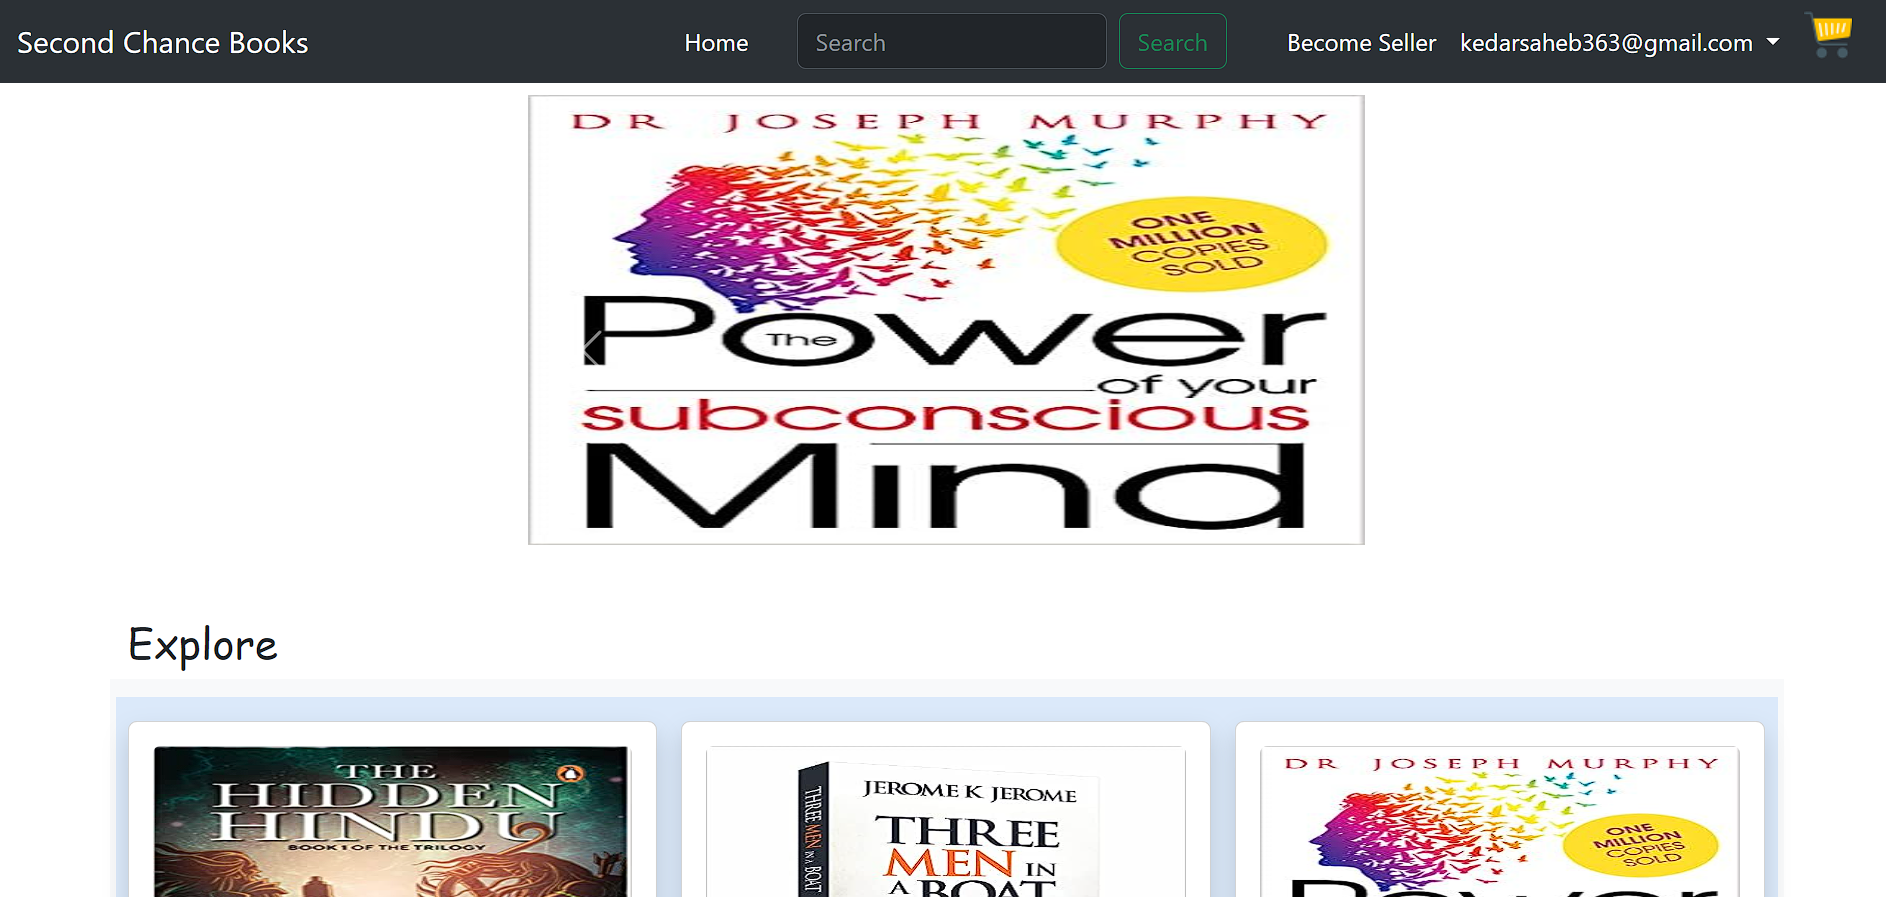 Second Chance Books
Home
Search
Search
Become Seller
kedarsaheb363@gmail.com
DR JOSEPH MURPHY
ONE
MILLION
COPIES
SOLD
The
Power
of your
subconscious
Mind
Explore
THE
HIDDEN
HINDU
BOOK 1 OF THE TRILOGY
THREE MEN IN A BOAT
JEROME K JEROME
THREE
MEN IN
A BOAT
DR JOSEPH MURPHY
ONE
MILLION
COPIES
SOLD
Power